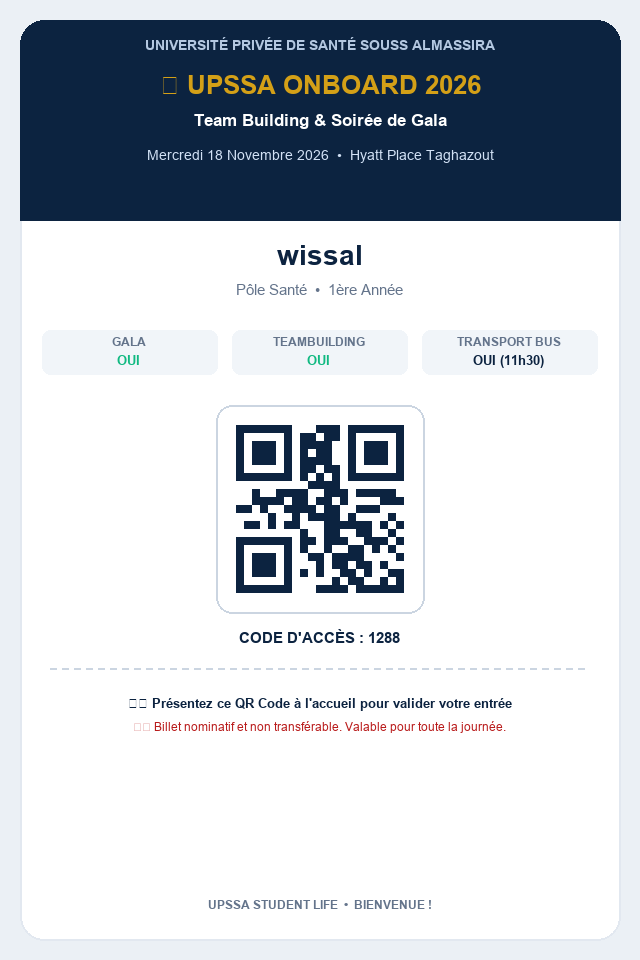 UNIVERSITÉ PRIVÉE DE SANTÉ SOUSS ALMASSIRA
UPSSA ONBOARD 2026
Team Building & Soirée de Gala
Mercredi 18 Novembre 2026 • Hyatt Place Taghazout
wissal
Pôle Santé • 1ère Année
GALA
OUI
TEAMBUILDING
OUI
TRANSPORT BUS
OUI (11h30)
CODE D'ACCÈS : 1288
Présentez ce QR Code à l'accueil pour valider votre entrée
Billet nominatif et non transférable. Valable pour toute la journée.
UPSSA STUDENT LIFE • BIENVENUE !